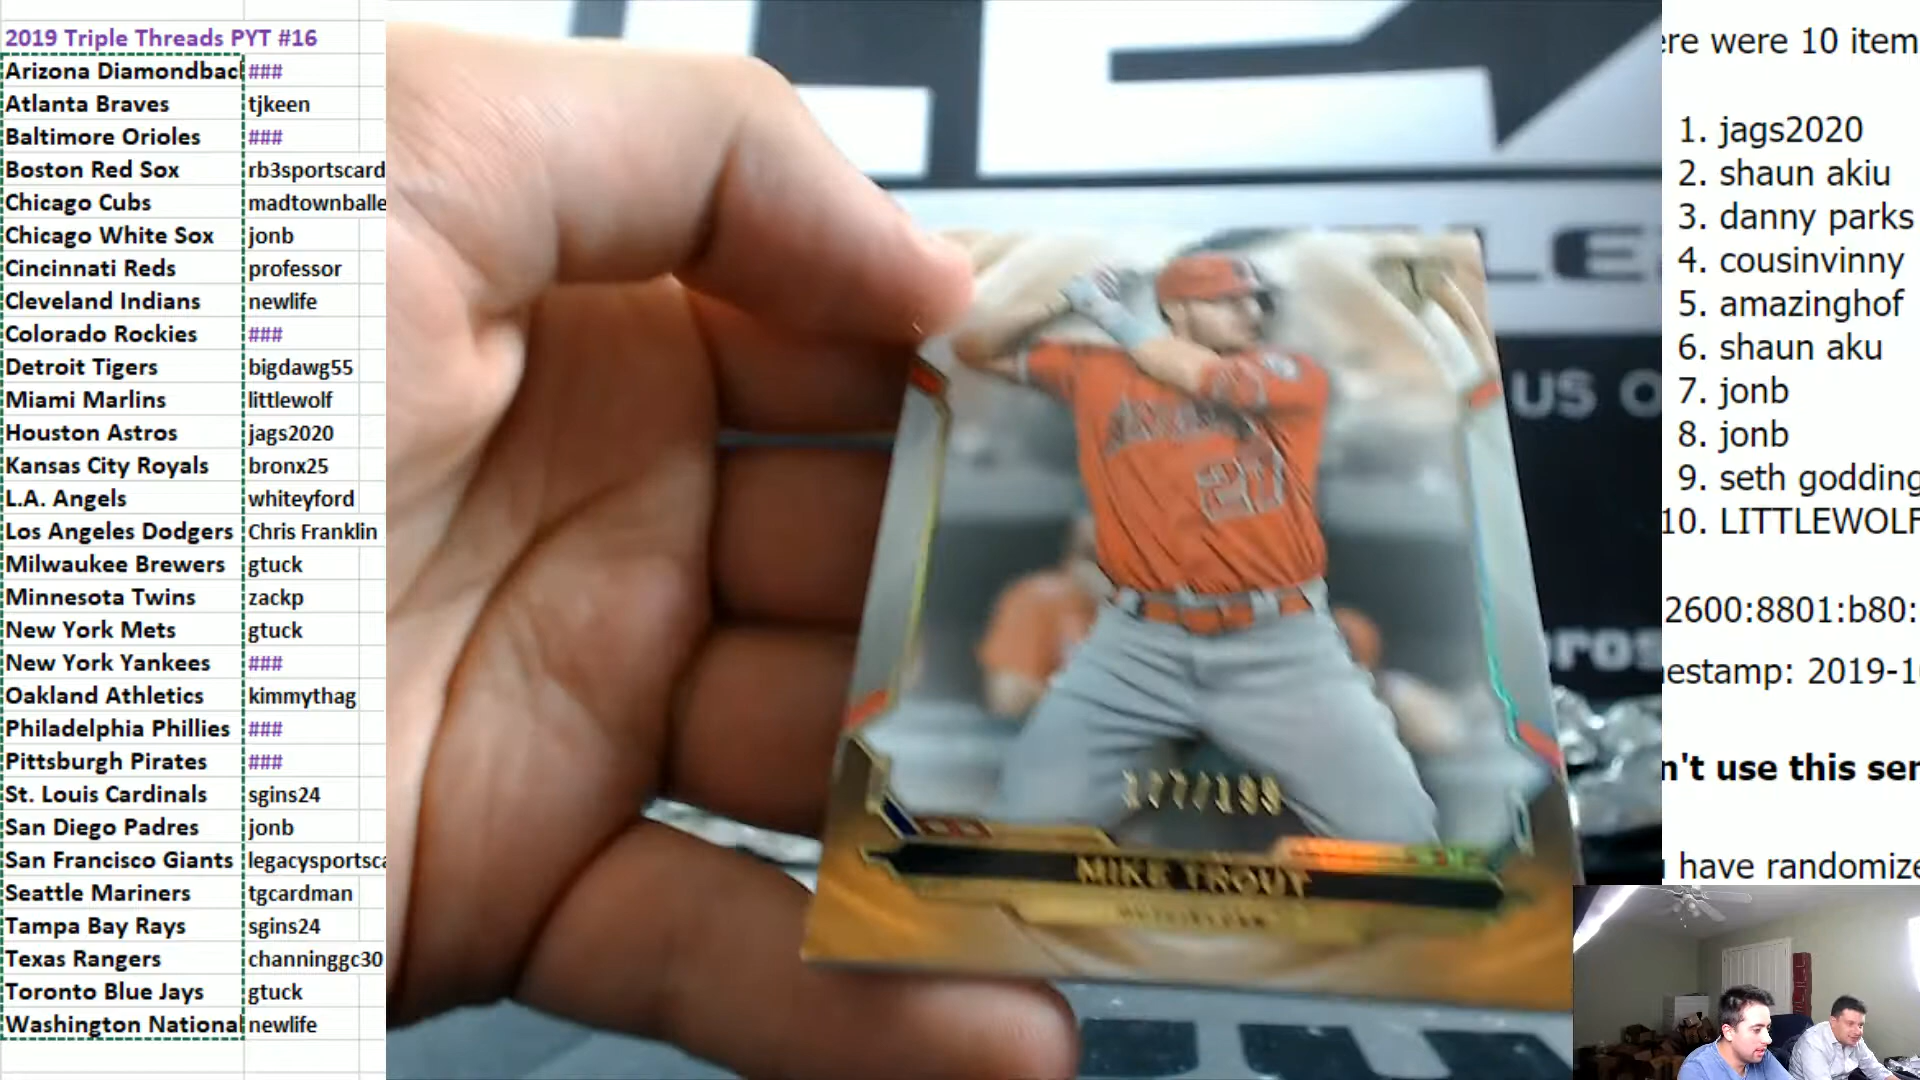 2019 Triple Threads PYT #16
Arizona Diamondbac ###
Atlanta Braves tjkeen
Baltimore Orioles ###
Boston Red Sox rb3sportscard
Chicago Cubs madtownballe
Chicago White Sox jonb
Cincinnati Reds professor
Cleveland Indians newlife
Colorado Rockies ###
Detroit Tigers bigdawg55
Miami Marlins littlewolf
Houston Astros jags2020
Kansas City Royals bronx25
L.A. Angels whiteyford
Los Angeles Dodgers Chris Franklin
Milwaukee Brewers gtuck
Minnesota Twins zackp
New York Mets gtuck
New York Yankees ###
Oakland Athletics kimmythag
Philadelphia Phillies ###
Pittsburgh Pirates ###
St. Louis Cardinals sgins24
San Diego Padres jonb
San Francisco Giants legacysportsca
Seattle Mariners tgcardman
Tampa Bay Rays sgins24
Texas Rangers channinggc30
Toronto Blue Jays gtuck
Washington National newlife
LE
US O
27
177/199
MIKE TROUT
OUTFIELDER
ere were 10 item
1. jags2020
2. shaun akiu
3. danny parks
4. cousinvinny
5. amazinghof
6. shaun aku
7. jonb
8. jonb
9. seth godding
10. LITTLEWOLF
2600:8801:b80:
estamp: 2019-1
n't use this ser
have randomize